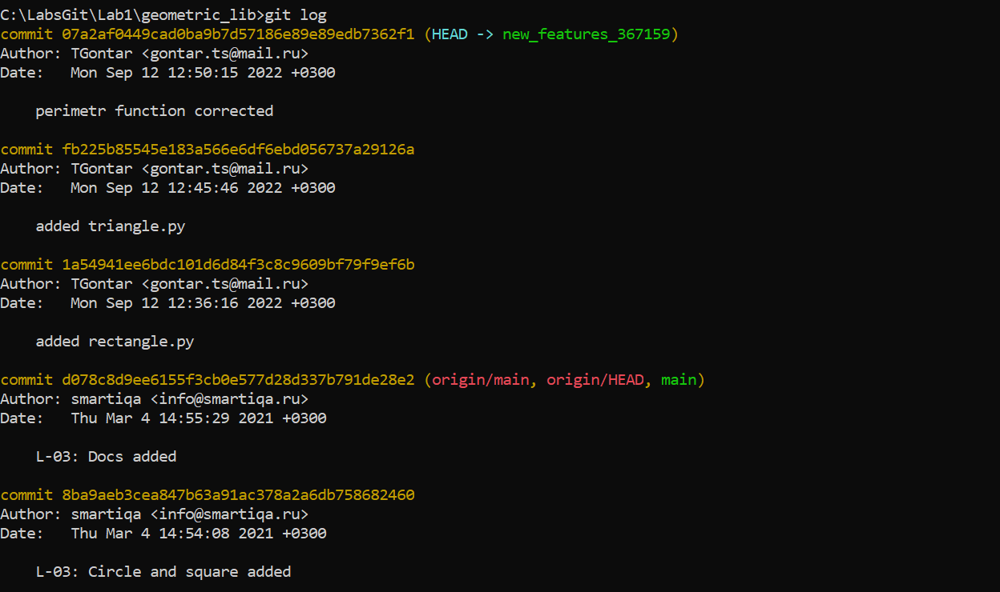 C:\LabsGit\Lab1\geometric_lib>git log
commit 07a2af0449cad0ba9b7d57186e89e89edb7362f1 (HEAD -> new_features_367159)
Author: TGontar <gontar.ts@mail.ru>
Date:   Mon Sep 12 12:50:15 2022 +0300
    perimetr function corrected
commit fb225b85545e183a566e6df6ebd056737a29126a
Author: TGontar <gontar.ts@mail.ru>
Date:   Mon Sep 12 12:45:46 2022 +0300
    added triangle.py
commit 1a54941ee6bdc101d6d84f3c8c9609bf79f9ef6b
Author: TGontar <gontar.ts@mail.ru>
Date:   Mon Sep 12 12:36:16 2022 +0300
    added rectangle.py
commit d078c8d9ee6155f3cb0e577d28d337b791de28e2 (origin/main, origin/HEAD, main)
Author: smartiqa <info@smartiqa.ru>
Date:   Thu Mar 4 14:55:29 2021 +0300
    L-03: Docs added
commit 8ba9aeb3cea847b63a91ac378a2a6db758682460
Author: smartiqa <info@smartiqa.ru>
Date:   Thu Mar 4 14:54:08 2021 +0300
    L-03: Circle and square added